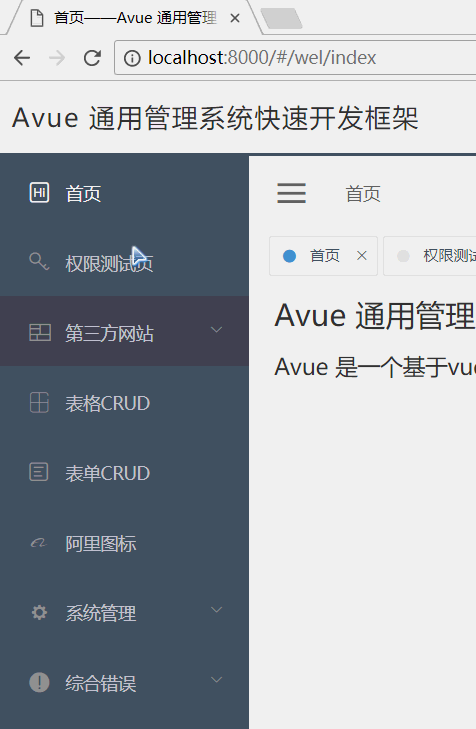 首页——Avue 通用管理
localhost:8000/#/wel/index
Avue 通用管理系统快速开发框架
Hi 首页
权限测试页
第三方网站
表格CRUD
表单CRUD
阿里图标
系统管理
综合错误
首页
首页 权限测试
Avue 通用管理
Avue 是一个基于vue